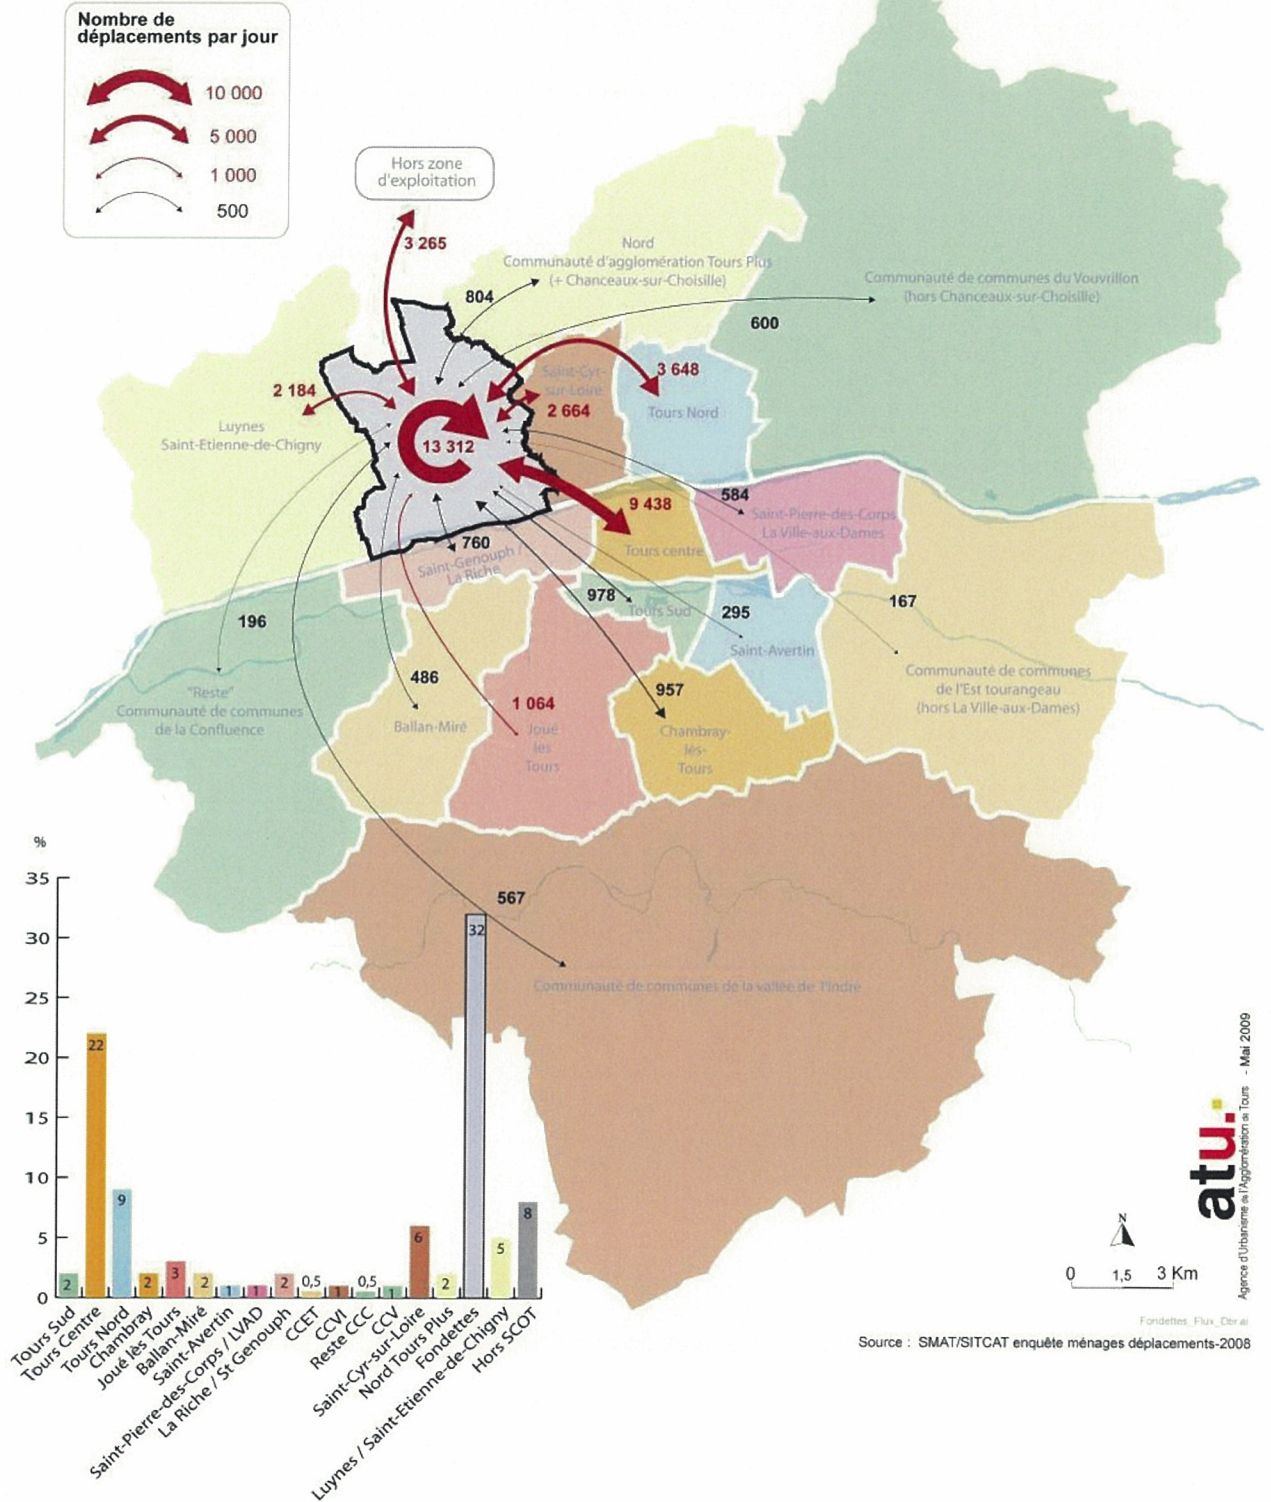 Nombre de
déplacements par jour
10 000
5 000
1 000
500
Hors zone
d'exploitation
3 265
Nord
Communauté d'agglomération Tours Plus
(+ Chanceaux-sur-Choisille)
804
Communauté de communes du Vouvrillon
(hors Chanceaux-sur-Choisille)
600
Saint-Cyr-
sur-Loire
2 664
3 648
Tours Nord
2 184
Luynes
Saint-Etienne-de-Chigny
13 312
9 438
Tours centre
584
Saint-Pierre-des-Corps
La Ville-aux-Dames
760
Saint-Genouph /
La Riche
978
Tours Sud
295
Saint-Avertin
167
Communauté de communes
de l'Est tourangeau
(hors La Ville-aux-Dames)
196
"Reste"
Communauté de communes
de la Confluence
486
Ballan-Miré
1 064
Joué
les
Tours
957
Chambray-
les-
Tours
567
Communauté de communes de la vallée de l'Indre
%
35
30
25
20
15
10
5
0
2
22
9
2
3
2
1
1
2
0,5
1
0,5
1
6
2
32
5
8
Tours Sud
Tours Centre
Tours Nord
Chambray
Joué lès Tours
Ballan-Miré
Saint-Avertin
Saint-Pierre-des-Corps / LVAD
La Riche / St Genouph
CCET
CCVI
Reste CCC
CCV
Saint-Cyr-sur-Loire
Nord Tours Plus
Fondettes
Luynes / Saint-Etienne-de-Chigny
Hors SCOT
atu.
Agence d'Urbanisme de l'Agglomération de Tours - Mai 2009
N
0 1,5 3 Km
Fondettes_Flux_Dbr.ai
Source : SMAT/SITCAT enquête ménages déplacements-2008